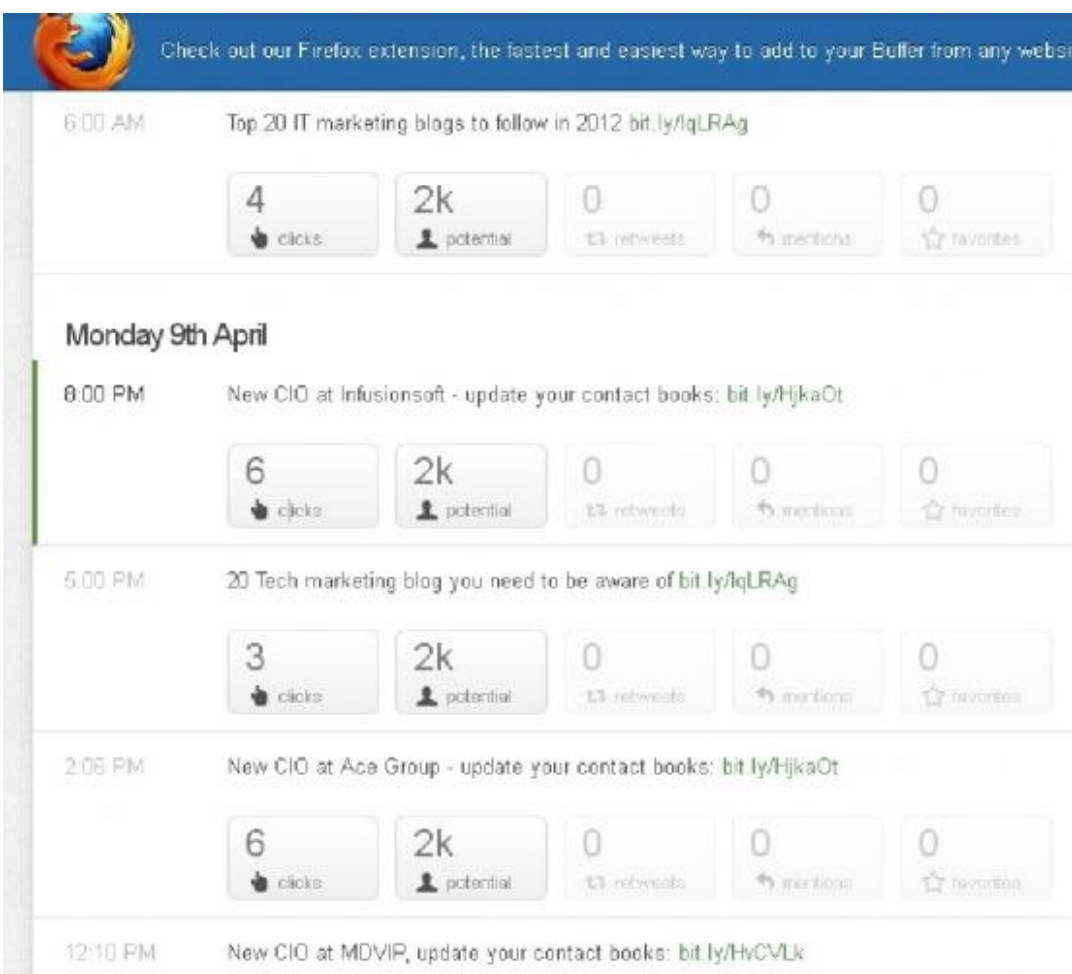 Check out our Firefox extension, the fastest and easiest way to add to your Buffer from any websi
6:00 AM Top 20 IT marketing blogs to follow in 2012 bit.ly/IqLRAg
4 2k 0 0 0
clicks potential retweets mentions favorites
Monday 9th April
8:00 PM New CIO at Infusionsoft - update your contact books: bit.ly/HjkaOt
6 2k 0 0 0
clicks potential retweets mentions favorites
5:00 PM 20 Tech marketing blog you need to be aware of bit.ly/IqLRAg
3 2k 0 0 0
clicks potential retweets mentions favorites
2:06 PM New CIO at Ace Group - update your contact books: bit.ly/HjkaOt
6 2k 0 0 0
clicks potential retweets mentions favorites
12:10 PM New CIO at MDVIP, update your contact books: bit.ly/HvCVLk